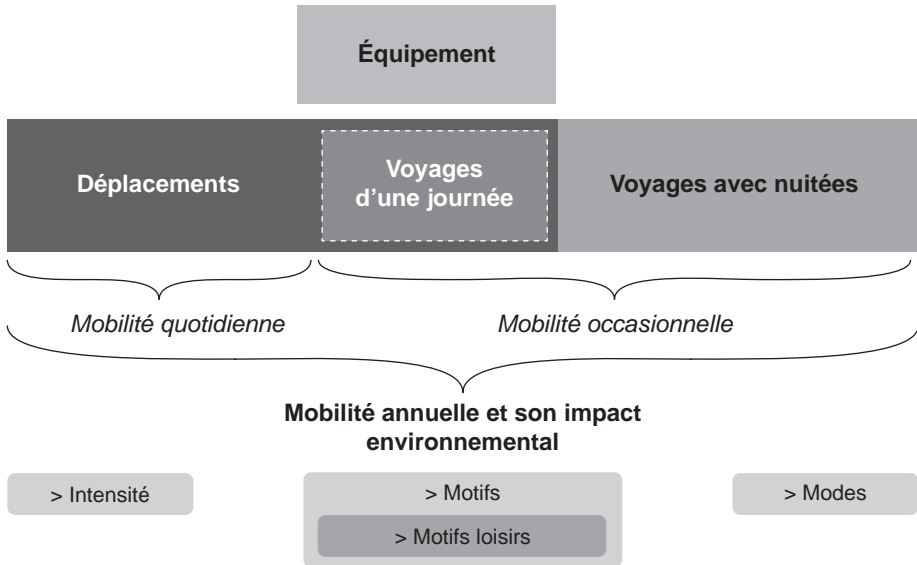 Équipement
Déplacements
Voyages
d’une journée
Voyages avec nuitées
Mobilité quotidienne
Mobilité occasionnelle
Mobilité annuelle et son impact
environnemental
> Intensité
> Motifs
> Modes
> Motifs loisirs